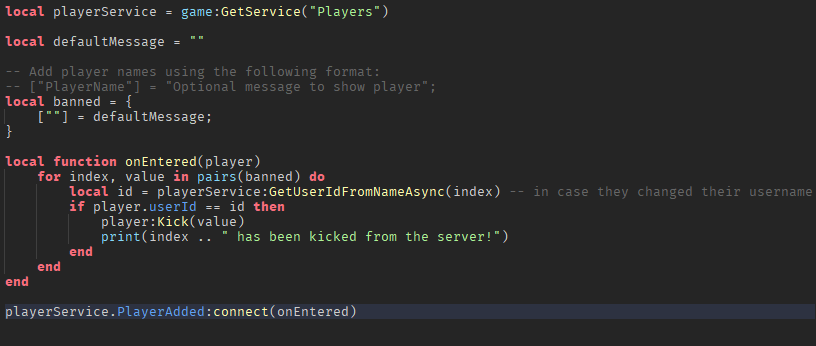 local playerService = game:GetService("Players")
local defaultMessage = ""
-- Add player names using the following format:
-- ["PlayerName"] = "Optional message to show player";
local banned = {
["""] = defaultMessage;
}
local function onEntered(player)
for index, value in pairs(banned) do
local id = playerService:GetUserIdFromNameAsync(index) -- in case they changed their username
if player.userId == id then
player:Kick(value)
print(index .. " has been kicked from the server!")
end
end
end
playerService.PlayerAdded:connect(onEntered)